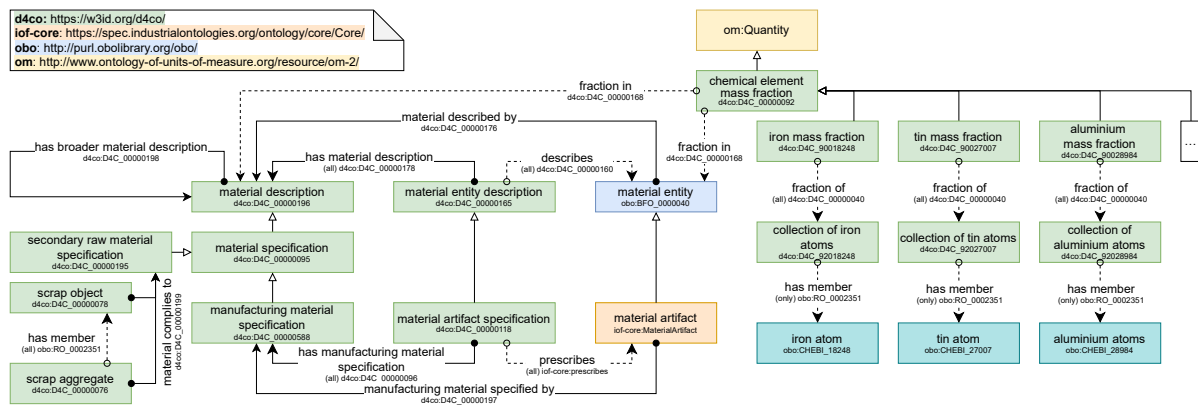 d4co: https://w3id.org/d4co/
iof-core: https://spec.industrialontologies.org/ontology/core/Core/
obo: http://purl.obolibrary.org/obo/
om: http://www.ontology-of-units-of-measure.org/resource/om-2/
om:Quantity
chemical element
mass fraction
d4co:D4C_00000092
fraction in
d4co:D4C_00000168
material described by
d4co:D4C_00000176
fraction in
d4co:D4C_00000168
has broader material description
d4co:D4C_00000198
has material description
(all) d4co:D4C_00000178
describes
(all) d4co:D4C_00000160
material description
d4co:D4C_00000196
material entity description
d4co:D4C_00000165
material entity
obo:BFO_0000040
iron mass fraction
d4co:D4C_90018248
tin mass fraction
d4co:D4C_90027007
aluminium
mass fraction
d4co:D4C_90028984
...
fraction of
(all) d4co:D4C_00000040
fraction of
(all) d4co:D4C_00000040
fraction of
(all) d4co:D4C_00000040
secondary raw material
specification
d4co:D4C_00000195
material specification
d4co:D4C_00000095
collection of iron
atoms
d4co:D4C_92018248
collection of tin atoms
d4co:D4C_92027007
collection of
aluminium atoms
d4co:D4C_92028984
scrap object
d4co:D4C_00000078
material complies to
d4co:D4C_00000199
has member
(only) obo:RO_0002351
has member
(only) obo:RO_0002351
has member
(only) obo:RO_0002351
manufacturing material
specification
d4co:D4C_00000588
material artifact specification
d4co:D4C_00000118
material artifact
iof-core:MaterialArtifact
iron atom
obo:CHEBI_18248
tin atom
obo:CHEBI_27007
aluminium atoms
obo:CHEBI_28984
has member
(all) obo:RO_0002351
has manufacturing material
specification
(all) d4co:D4C_00000096
prescribes
(all) iof-core:prescribes
scrap aggregate
d4co:D4C_00000076
manufacturing material specified by
d4co:D4C_00000197